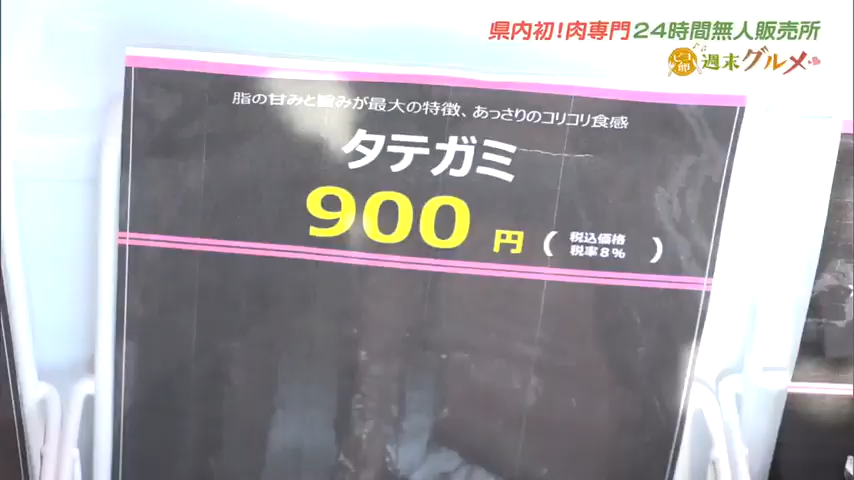 県内初!肉専門24時間無人販売所
週末グルメ
脂の甘みと旨みが最大の特徴、あっさりのコリコリ食感
タテガミ
900円(税込価格
税率8%)